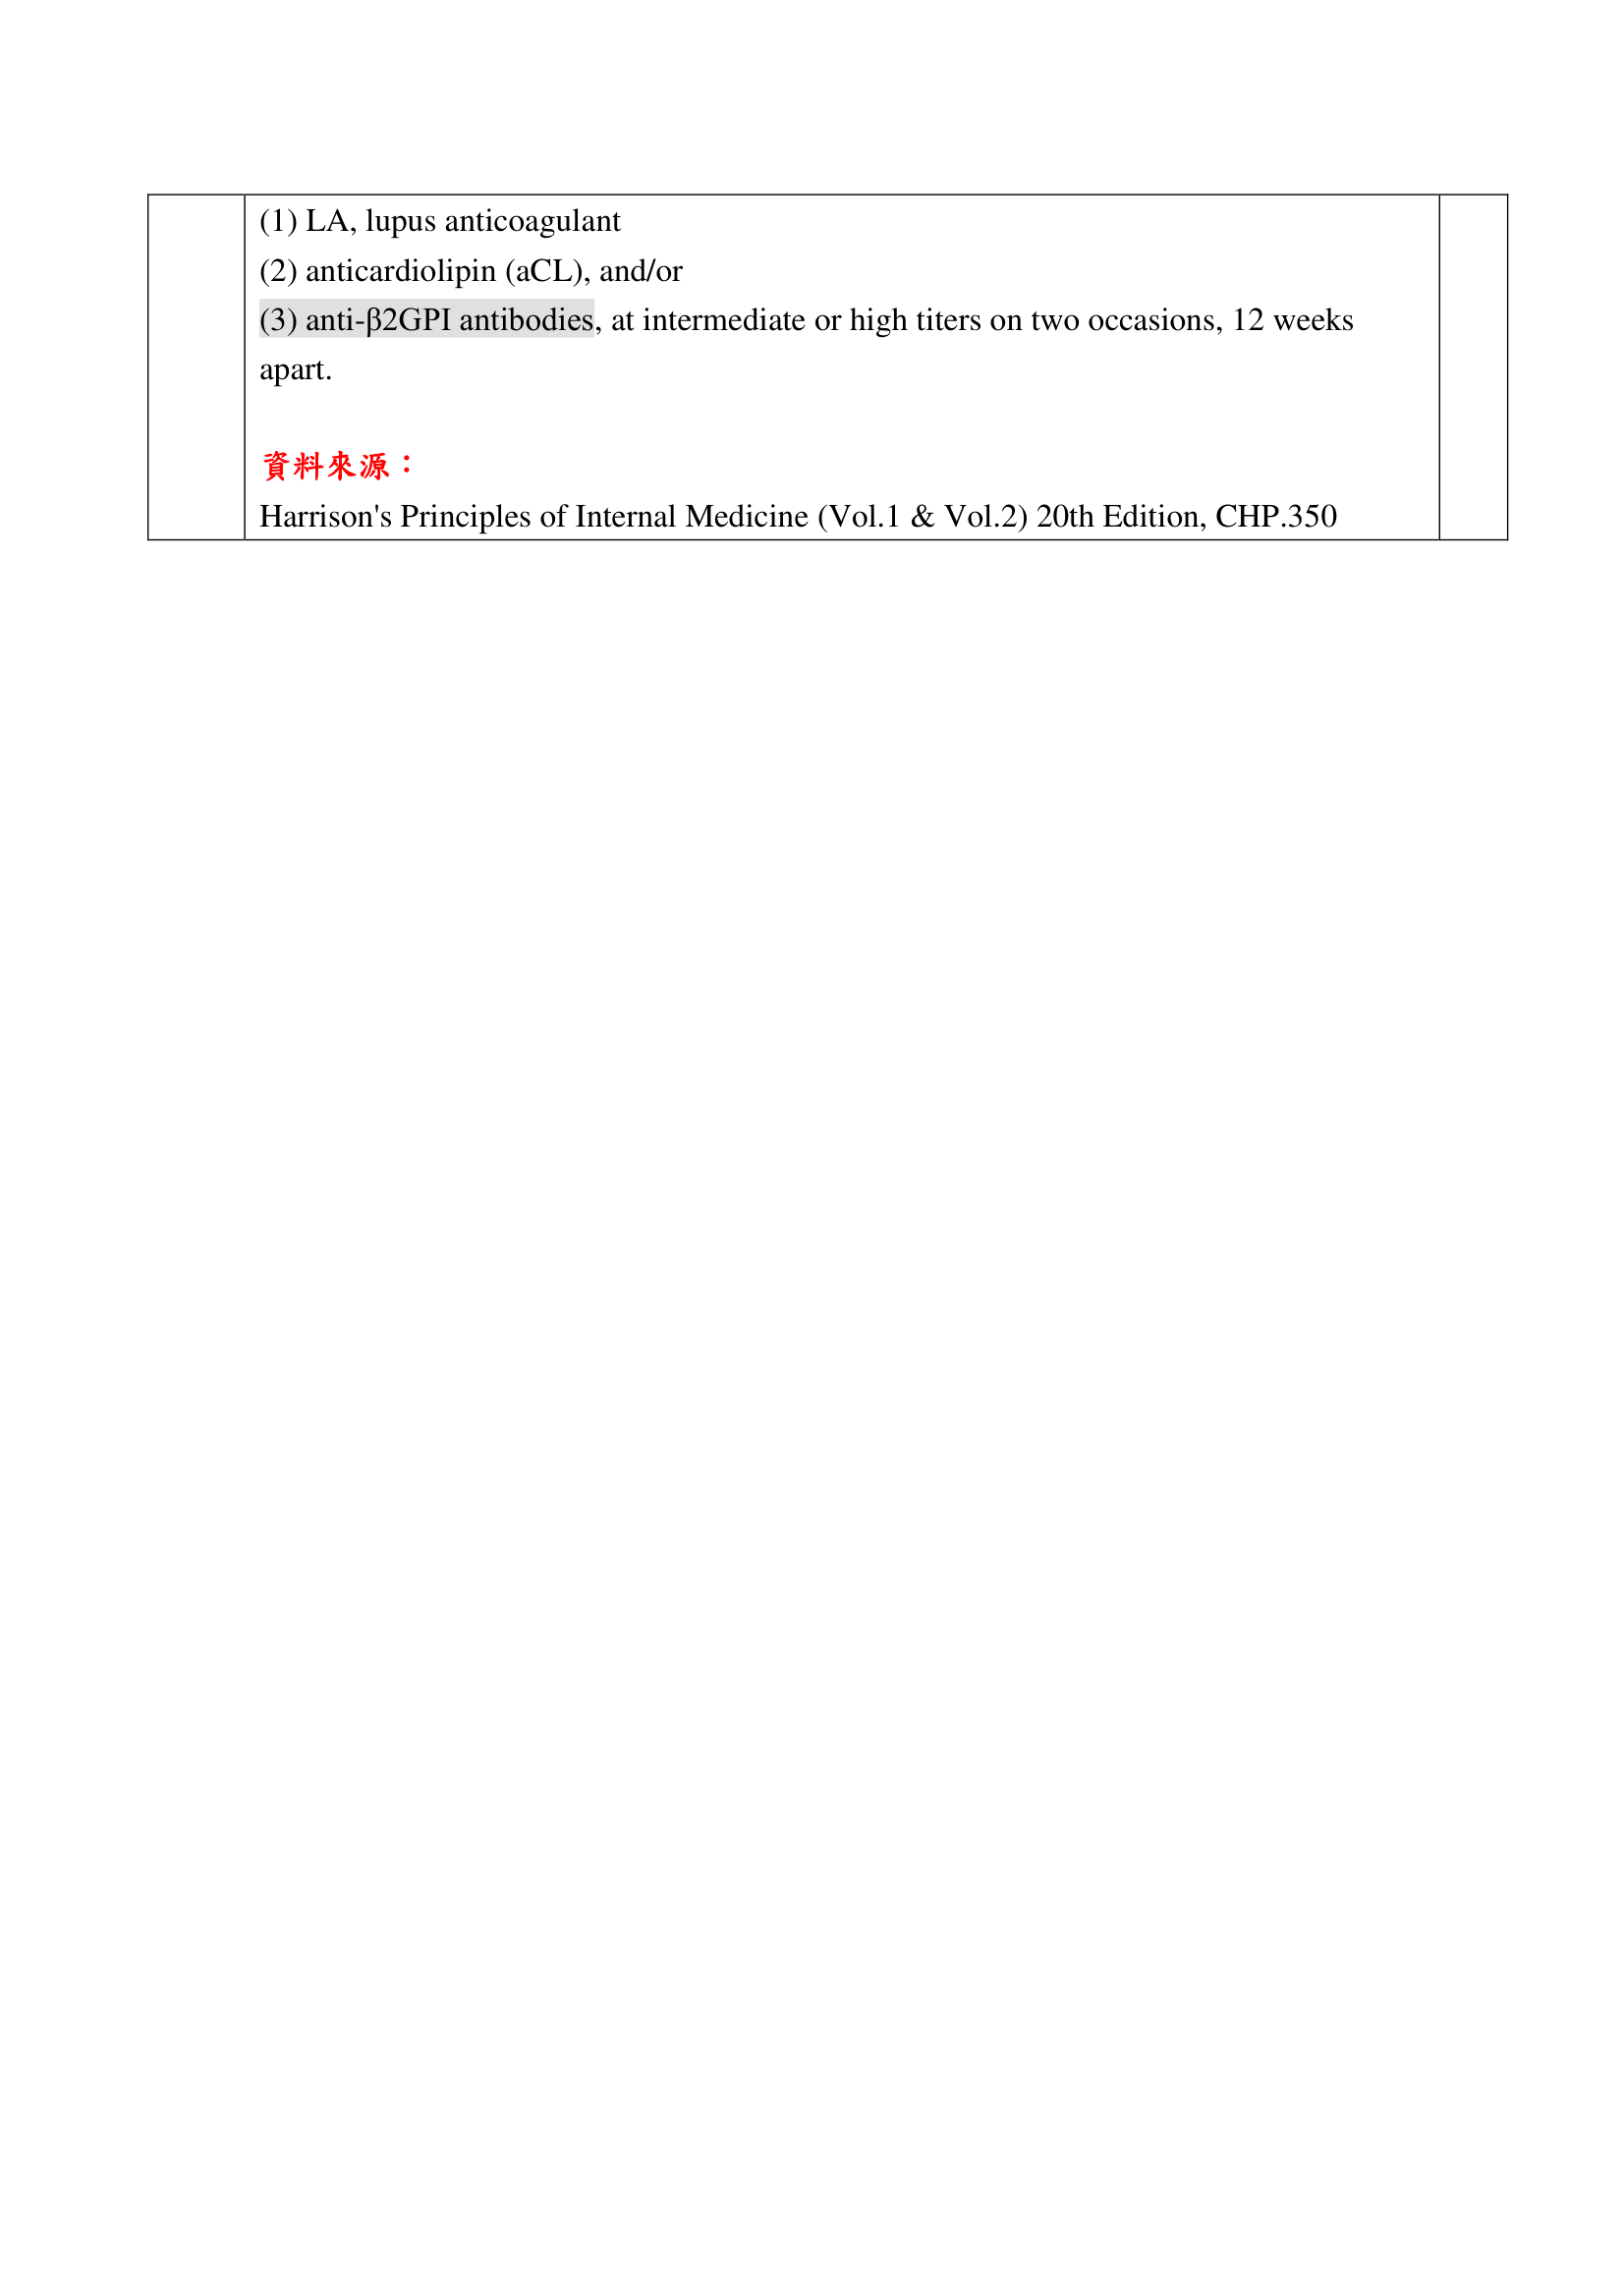 (1) LA, lupus anticoagulant
(2) anticardiolipin (aCL), and/or
(3) anti-β2GPI antibodies, at intermediate or high titers on two occasions, 12 weeks
apart.
資料來源：
Harrison's Principles of Internal Medicine (Vol.1 & Vol.2) 20th Edition, CHP.350